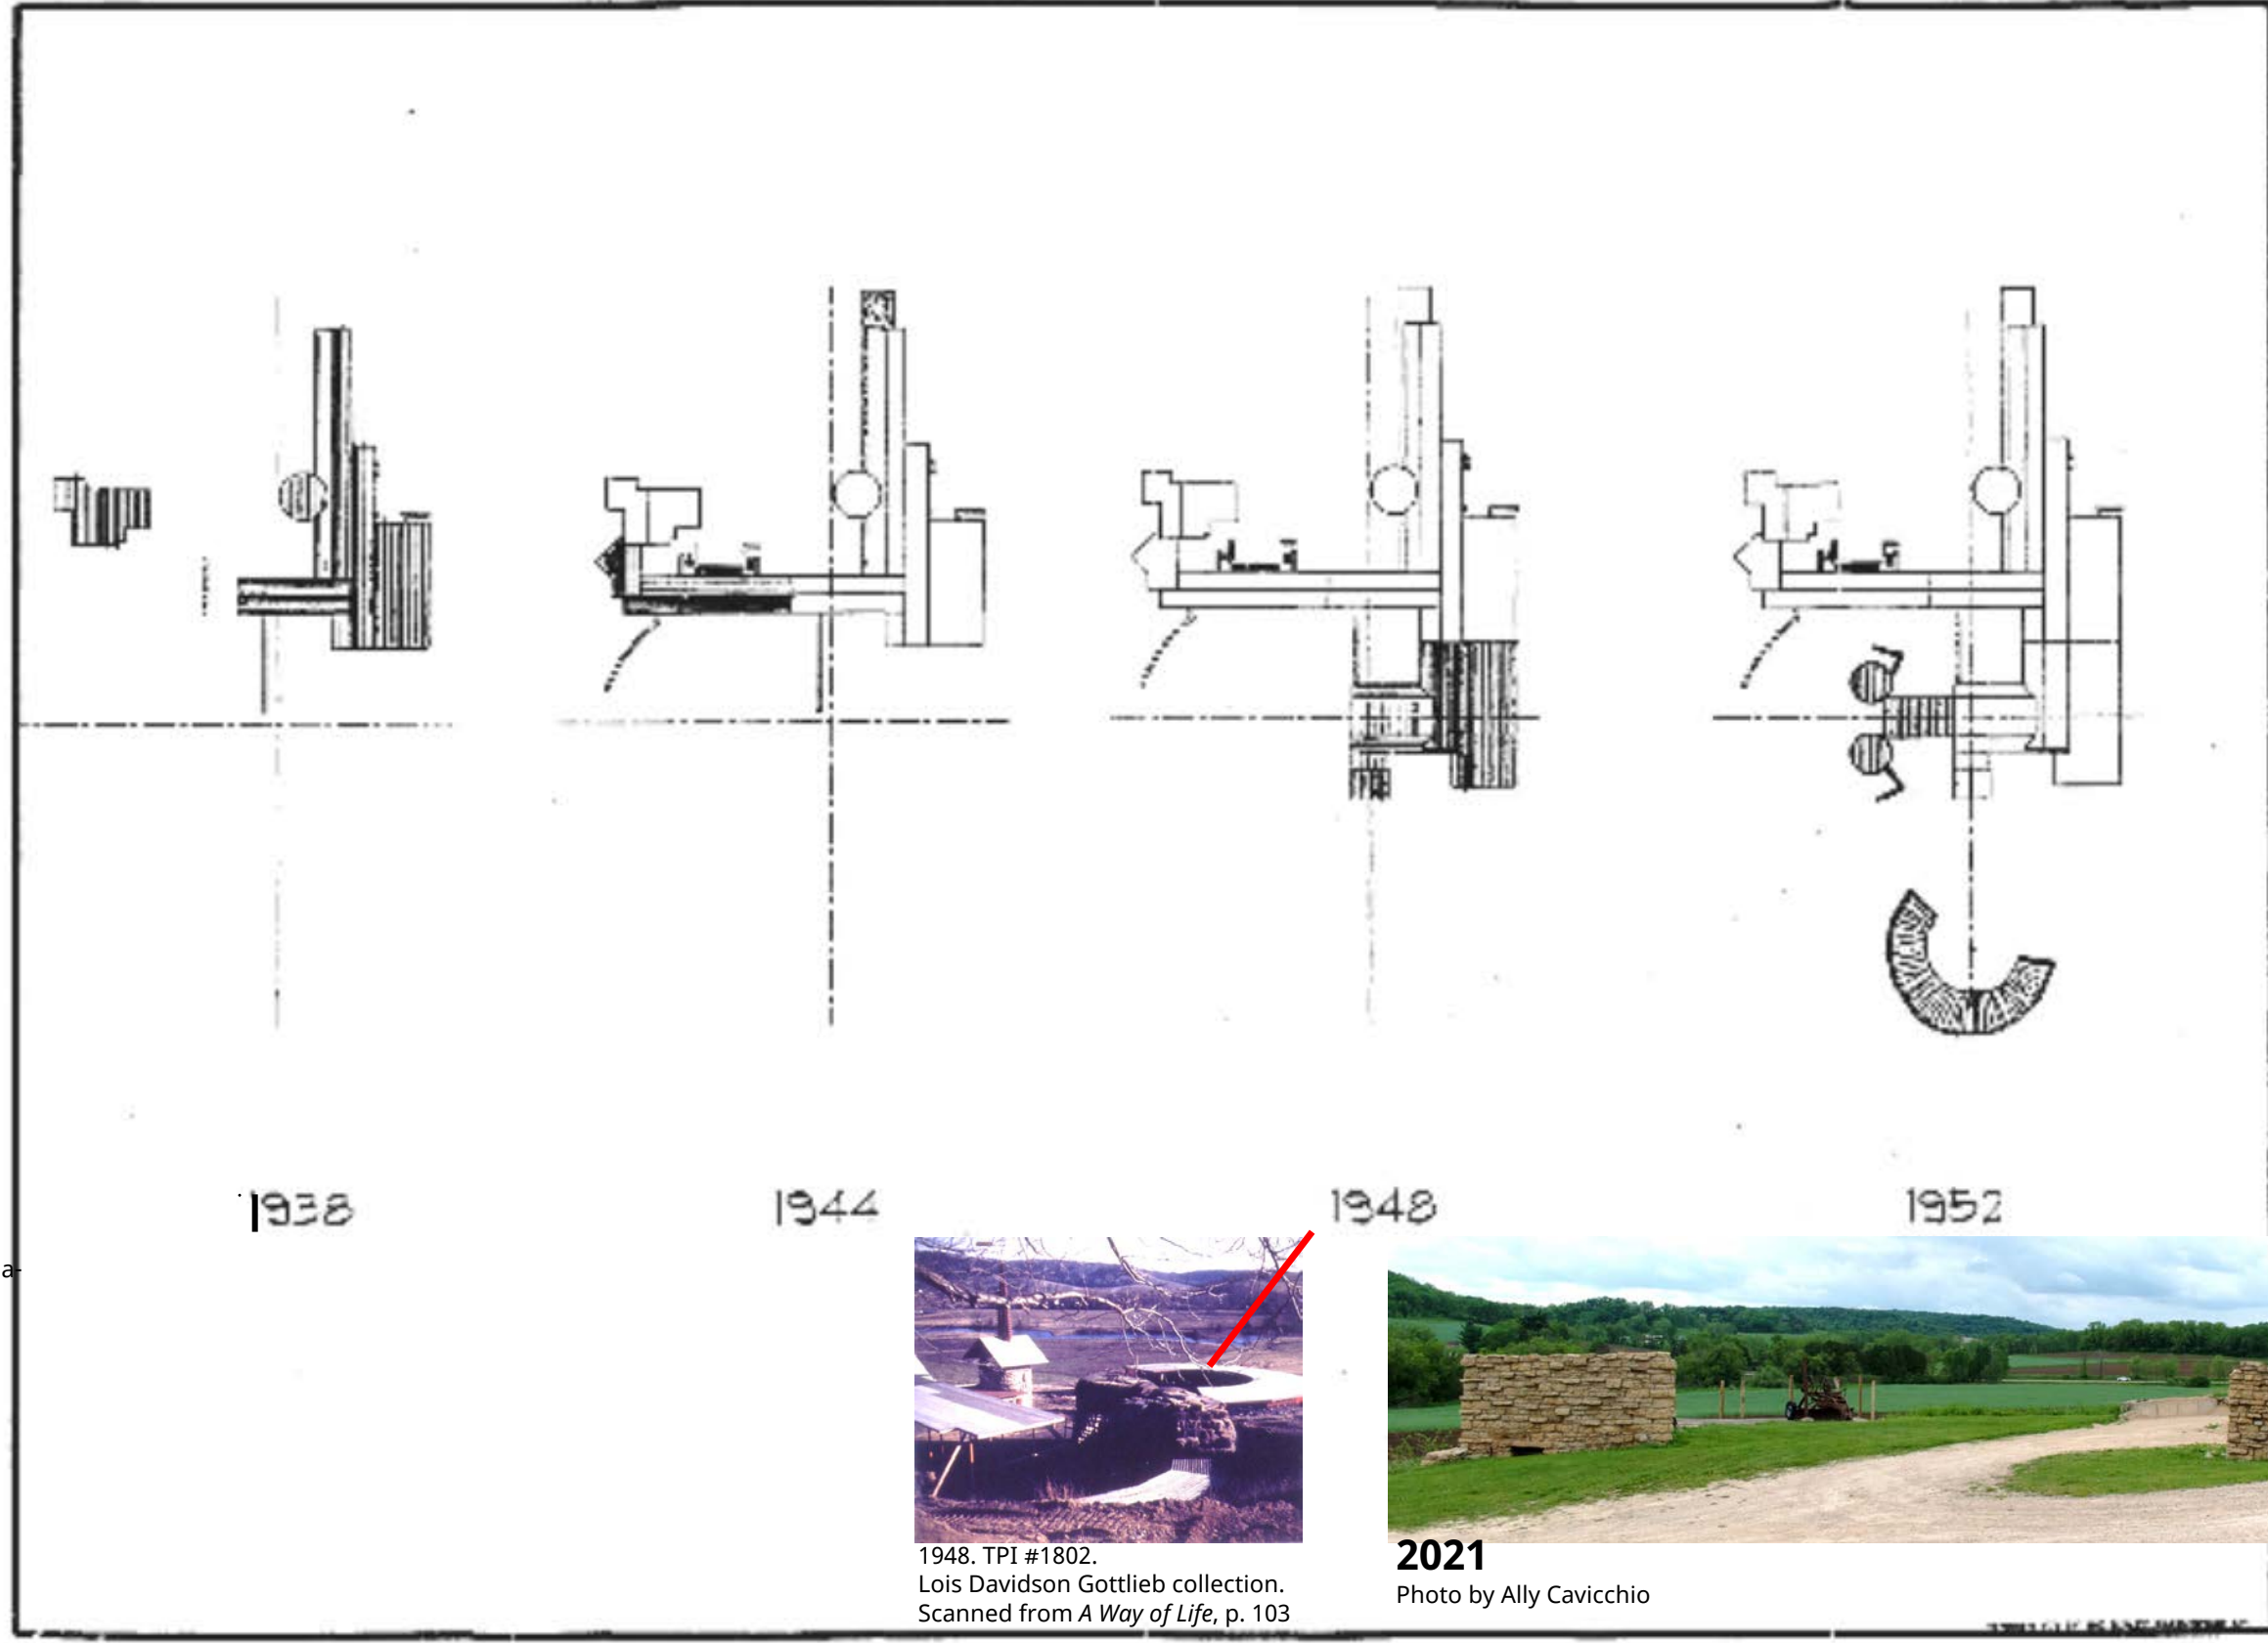 1938
1944
1948
1952
a-
1948. TPI #1802.
Lois Davidson Gottlieb collection.
Scanned from A Way of Life, p. 103
2021
Photo by Ally Cavicchio